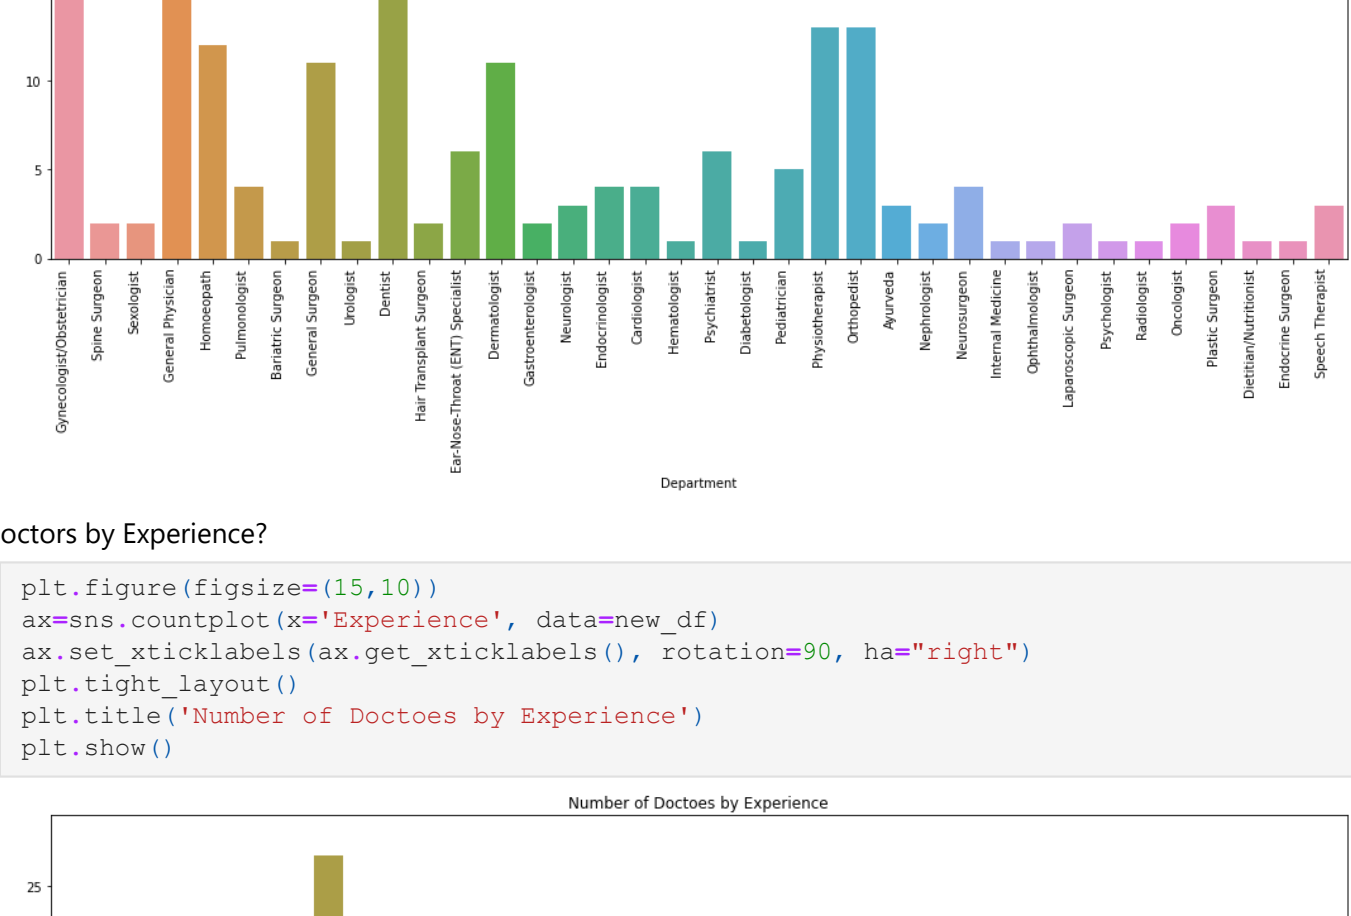 10
5
0
Gynecologist/Obstetrician
Spine Surgeon
Sexologist
General Physician
Homoeopath
Pulmonologist
Bariatric Surgeon
General Surgeon
Urologist
Dentist
Hair Transplant Surgeon
Ear-Nose-Throat (ENT) Specialist
Dermatologist
Gastroenterologist
Neurologist
Endocrinologist
Cardiologist
Hematologist
Psychiatrist
Diabetologist
Pediatrician
Physiotherapist
Orthopedist
Ayurveda
Nephrologist
Neurosurgeon
Internal Medicine
Ophthalmologist
Laparoscopic Surgeon
Psychologist
Radiologist
Oncologist
Plastic Surgeon
Dietitian/Nutritionist
Endocrine Surgeon
Speech Therapist
Department
octors by Experience?
plt.figure(figsize=(15,10))
ax=sns.countplot(x='Experience', data=new_df)
ax.set_xticklabels(ax.get_xticklabels(), rotation=90, ha="right")
plt.tight_layout()
plt.title('Number of Doctoes by Experience')
plt.show()
Number of Doctoes by Experience
25